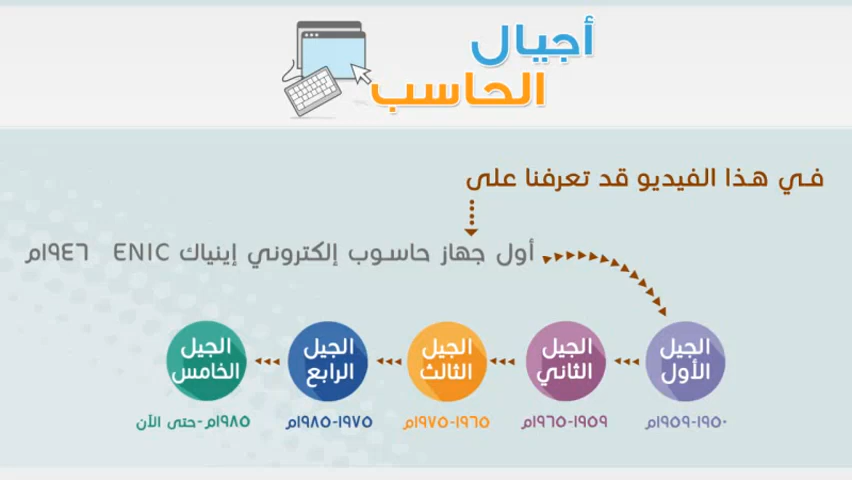 أجيال
الحاسب
في هذا الفيديو قد تعرفنا على
أول جهاز حاسوب إلكتروني إينياك ENIC ١٩٤٦م
الجيل الأول
الجيل الثاني
الجيل الثالث
الجيل الرابع
الجيل الخامس
١٩٥٠-١٩٥٩م
١٩٥٩-١٩٦٥م
١٩٦٥-١٩٧٥م
١٩٧٥-١٩٨٥م
١٩٨٥م-حتى الآن